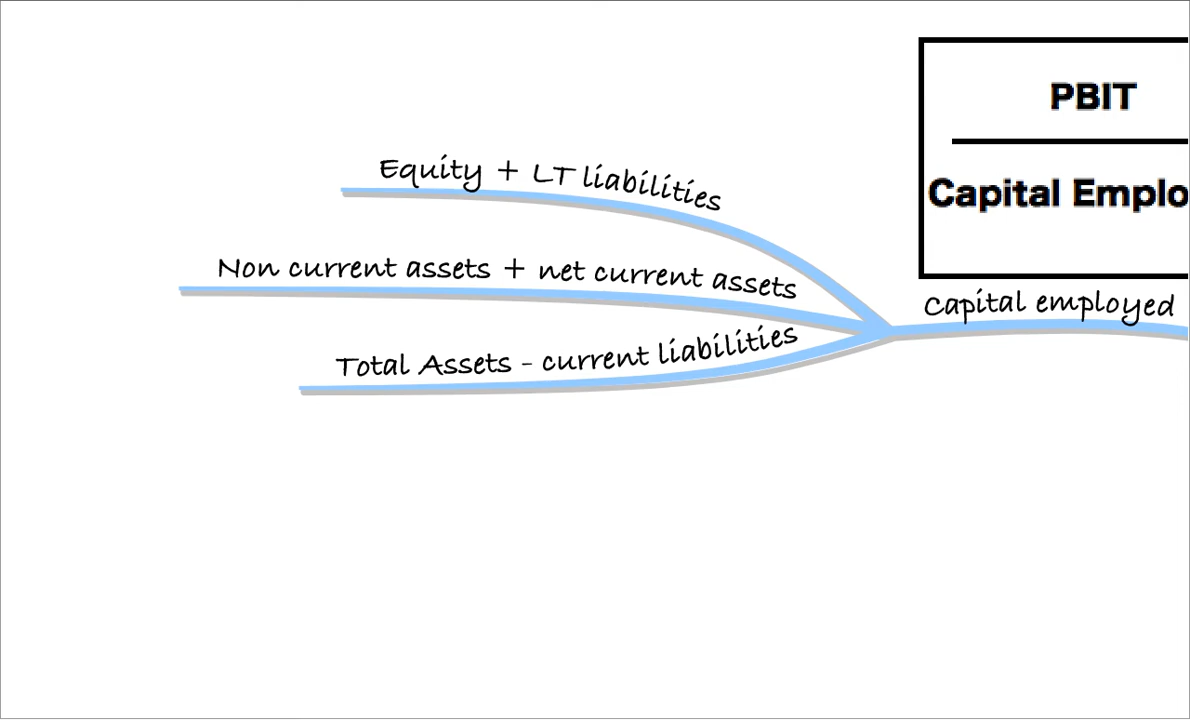 PBIT
Capital Emplo
Equity + LT liabilities
Non current assets + net current assets
Capital employed
Total Assets - current liabilities